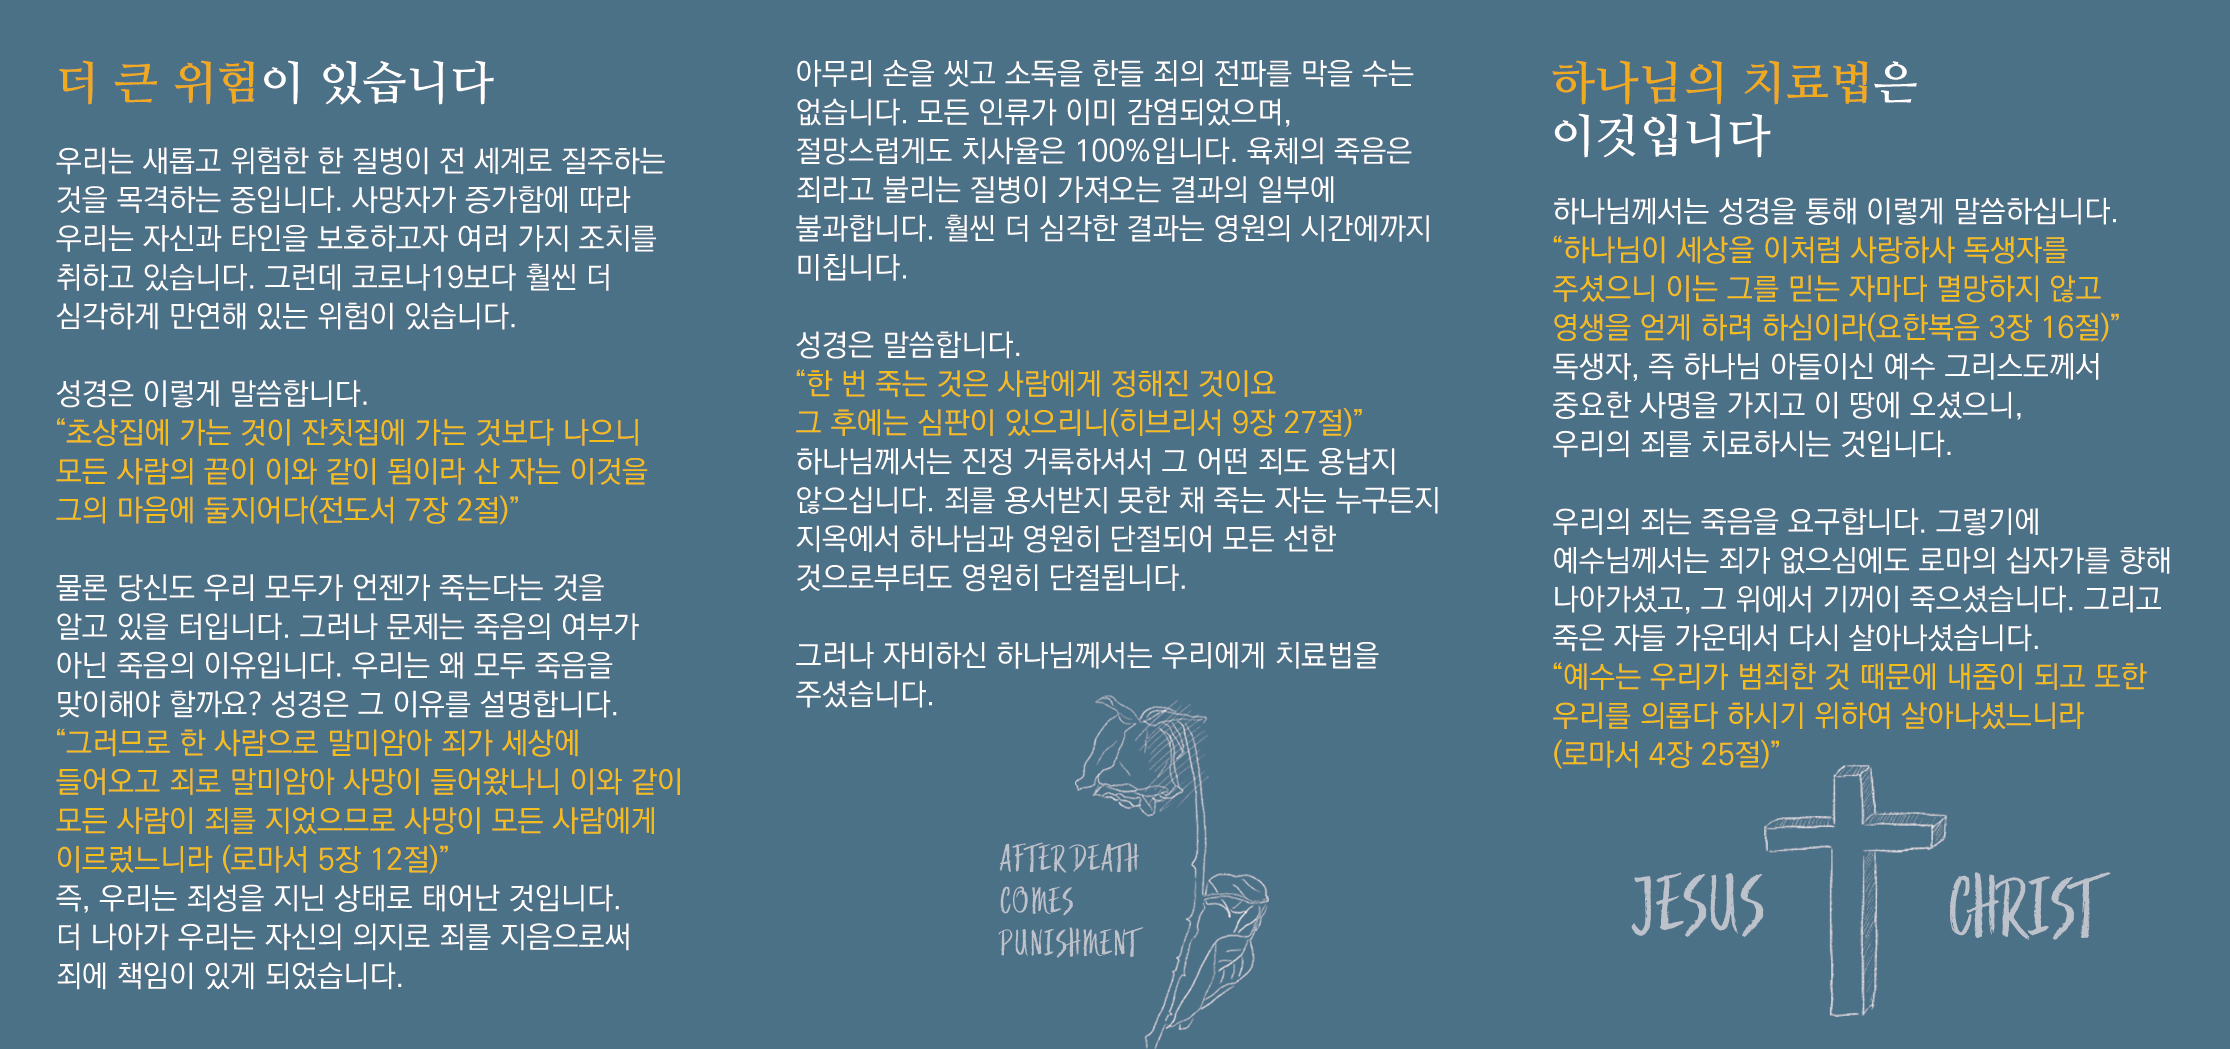 더 큰 위험이 있습니다
우리는 새롭고 위험한 한 질병이 전 세계로 질주하는
것을 목격하는 중입니다. 사망자가 증가함에 따라
우리는 자신과 타인을 보호하고자 여러 가지 조치를
취하고 있습니다. 그런데 코로나19보다 훨씬 더
심각하게 만연해 있는 위험이 있습니다.
성경은 이렇게 말씀합니다.
“초상집에 가는 것이 잔칫집에 가는 것보다 나으니
모든 사람의 끝이 이와 같이 됨이라 산 자는 이것을
그의 마음에 둘지어다(전도서 7장 2절)”
물론 당신도 우리 모두가 언젠가 죽는다는 것을
알고 있을 터입니다. 그러나 문제는 죽음의 여부가
아닌 죽음의 이유입니다. 우리는 왜 모두 죽음을
맞이해야 할까요? 성경은 그 이유를 설명합니다.
“그러므로 한 사람으로 말미암아 죄가 세상에
들어오고 죄로 말미암아 사망이 들어왔나니 이와 같이
모든 사람이 죄를 지었으므로 사망이 모든 사람에게
이르렀느니라 (로마서 5장 12절)”
즉, 우리는 죄성을 지닌 상태로 태어난 것입니다.
더 나아가 우리는 자신의 의지로 죄를 지음으로써
죄에 책임이 있게 되었습니다.
아무리 손을 씻고 소독을 한들 죄의 전파를 막을 수는
없습니다. 모든 인류가 이미 감염되었으며,
절망스럽게도 치사율은 100%입니다. 육체의 죽음은
죄라고 불리는 질병이 가져오는 결과의 일부에
불과합니다. 훨씬 더 심각한 결과는 영원의 시간에까지
미칩니다.
성경은 말씀합니다.
“한 번 죽는 것은 사람에게 정해진 것이요
그 후에는 심판이 있으리니(히브리서 9장 27절)”
하나님께서는 진정 거룩하셔서 그 어떤 죄도 용납지
않으십니다. 죄를 용서받지 못한 채 죽는 자는 누구든지
지옥에서 하나님과 영원히 단절되어 모든 선한
것으로부터도 영원히 단절됩니다.
그러나 자비하신 하나님께서는 우리에게 치료법을
주셨습니다.
AFTER DEATH
COMES
PUNISHMENT
하나님의 치료법은
이것입니다
하나님께서는 성경을 통해 이렇게 말씀하십니다.
“하나님이 세상을 이처럼 사랑하사 독생자를
주셨으니 이는 그를 믿는 자마다 멸망하지 않고
영생을 얻게 하려 하심이라(요한복음 3장 16절)”
독생자, 즉 하나님 아들이신 예수 그리스도께서
중요한 사명을 가지고 이 땅에 오셨으니,
우리의 죄를 치료하시는 것입니다.
우리의 죄는 죽음을 요구합니다. 그렇기에
예수님께서는 죄가 없으심에도 로마의 십자가를 향해
나아가셨고, 그 위에서 기꺼이 죽으셨습니다. 그리고
죽은 자들 가운데서 다시 살아나셨습니다.
“예수는 우리가 범죄한 것 때문에 내줌이 되고 또한
우리를 의롭다 하시기 위하여 살아나셨느니라
(로마서 4장 25절)”
JESUS CHRIST